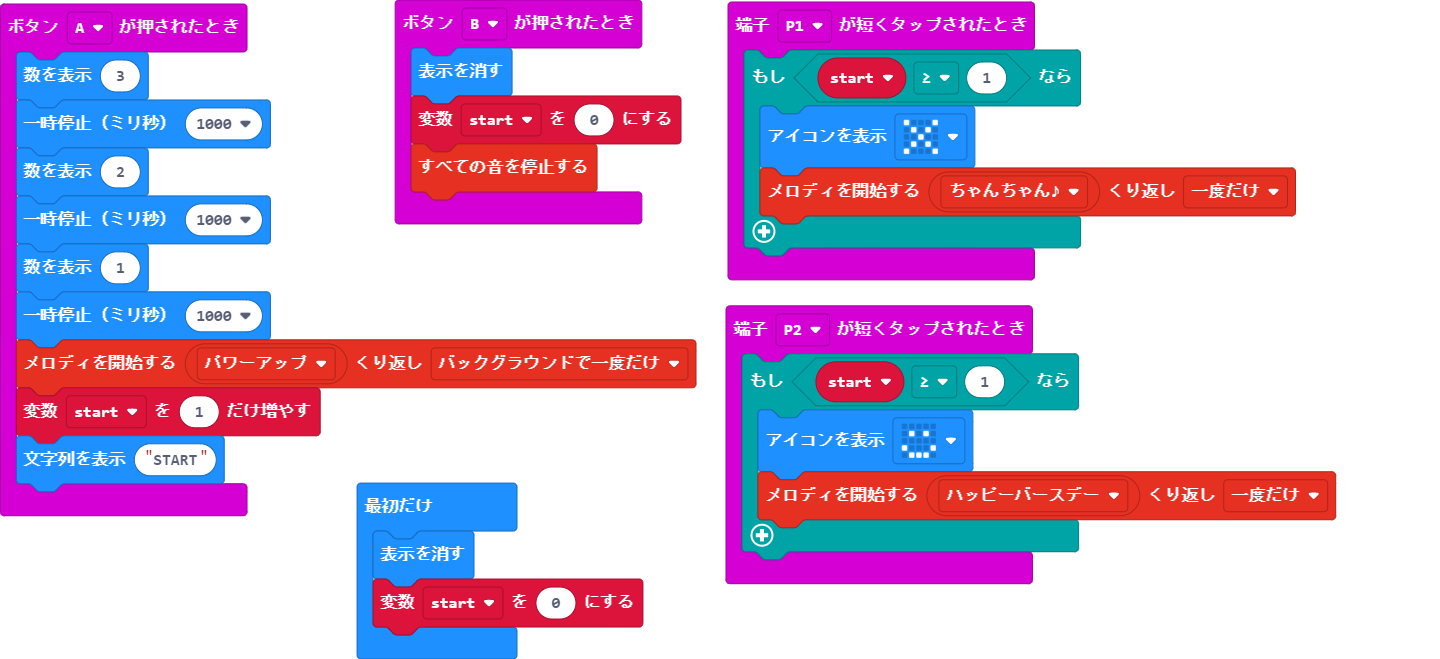 ボタン A が押されたとき
数を表示 3
一時停止（ミリ秒） 1000
数を表示 2
一時停止（ミリ秒） 1000
数を表示 1
一時停止（ミリ秒） 1000
メロディを開始する パワーアップ くり返し バックグラウンドで一度だけ
変数 start を 1 だけ増やす
文字列を表示 "START"
ボタン B が押されたとき
表示を消す
変数 start を 0 にする
すべての音を停止する
最初だけ
表示を消す
変数 start を 0 にする
端子 P1 が短くタップされたとき
もし start ≥ 1 なら
アイコンを表示
メロディを開始する ちゃんちゃん♪ くり返し 一度だけ
端子 P2 が短くタップされたとき
もし start ≥ 1 なら
アイコンを表示
メロディを開始する ハッピーバースデー くり返し 一度だけ